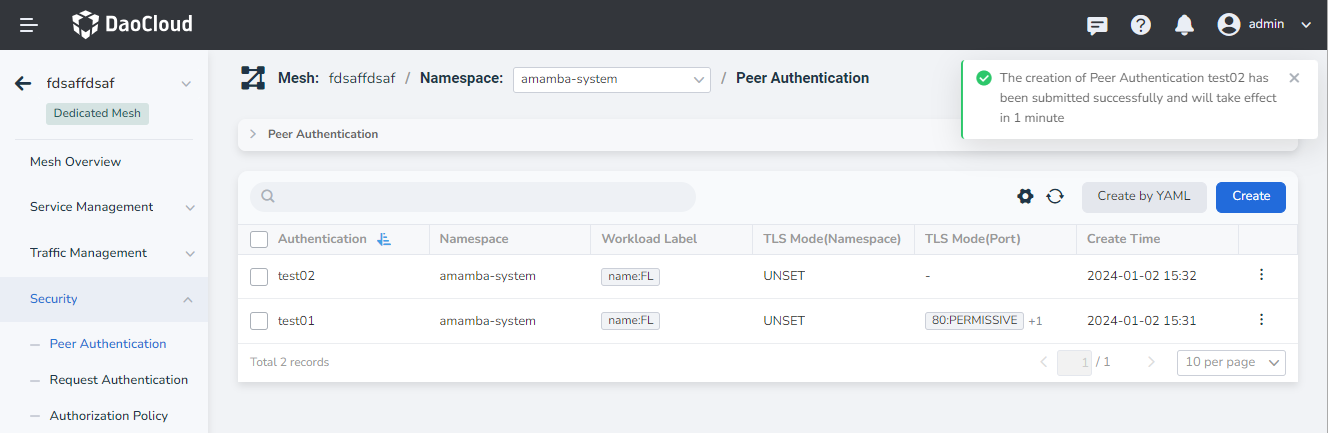 DaoCloud
admin
fdsaffdsaf
Dedicated Mesh
Mesh Overview
Service Management
Traffic Management
Security
Peer Authentication
Request Authentication
Authorization Policy
Mesh: fdsaffdsaf / Namespace: amamba-system / Peer Authentication
The creation of Peer Authentication test02 has
been submitted successfully and will take effect
in 1 minute
Peer Authentication
Create by YAML
Create
Authentication Namespace Workload Label TLS Mode(Namespace) TLS Mode(Port) Create Time
test02 amamba-system name:FL UNSET - 2024-01-02 15:32
test01 amamba-system name:FL UNSET 80:PERMISSIVE +1 2024-01-02 15:31
Total 2 records
1 / 1
10 per page